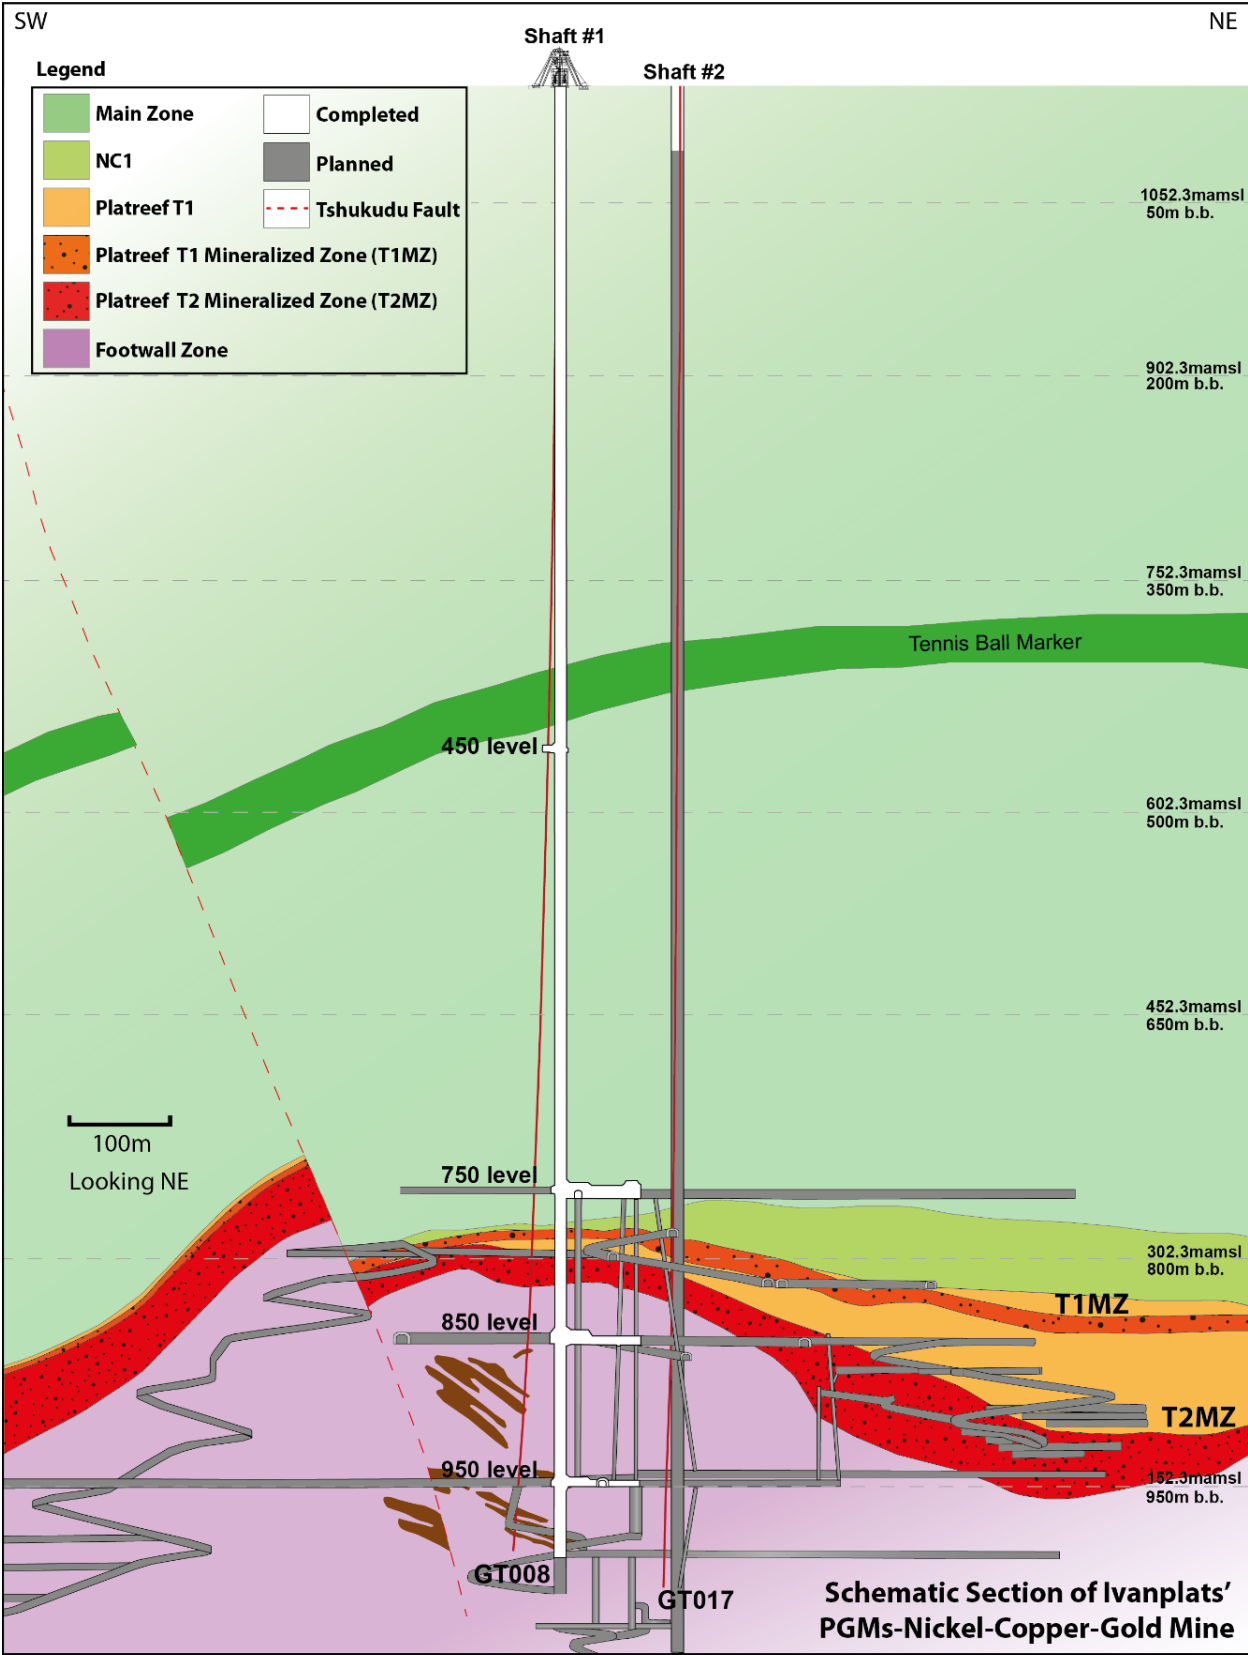 SW
NE
Shaft #1
Shaft #2
Legend
Main Zone
Completed
NC1
Planned
Platreef T1
Tshukudu Fault
Platreef T1 Mineralized Zone (T1MZ)
Platreef T2 Mineralized Zone (T2MZ)
Footwall Zone
1052.3mamsl
50m b.b.
902.3mamsl
200m b.b.
752.3mamsl
350m b.b.
Tennis Ball Marker
450 level
602.3mamsl
500m b.b.
452.3mamsl
650m b.b.
100m
Looking NE
750 level
302.3mamsl
800m b.b.
T1MZ
850 level
T2MZ
950 level
152.3mamsl
950m b.b.
GT008
GT017
Schematic Section of Ivanplats’
PGMs-Nickel-Copper-Gold Mine